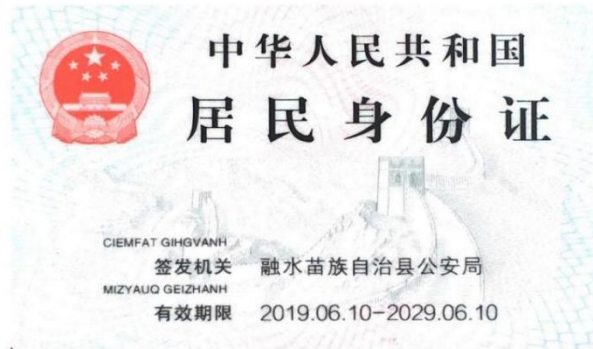 中华人民共和国
居民身份证
CIEMFAT GIHGVANH
签发机关 融水苗族自治县公安局
MIZYAUQ GEIZHANH
有效期限 2019.06.10-2029.06.10